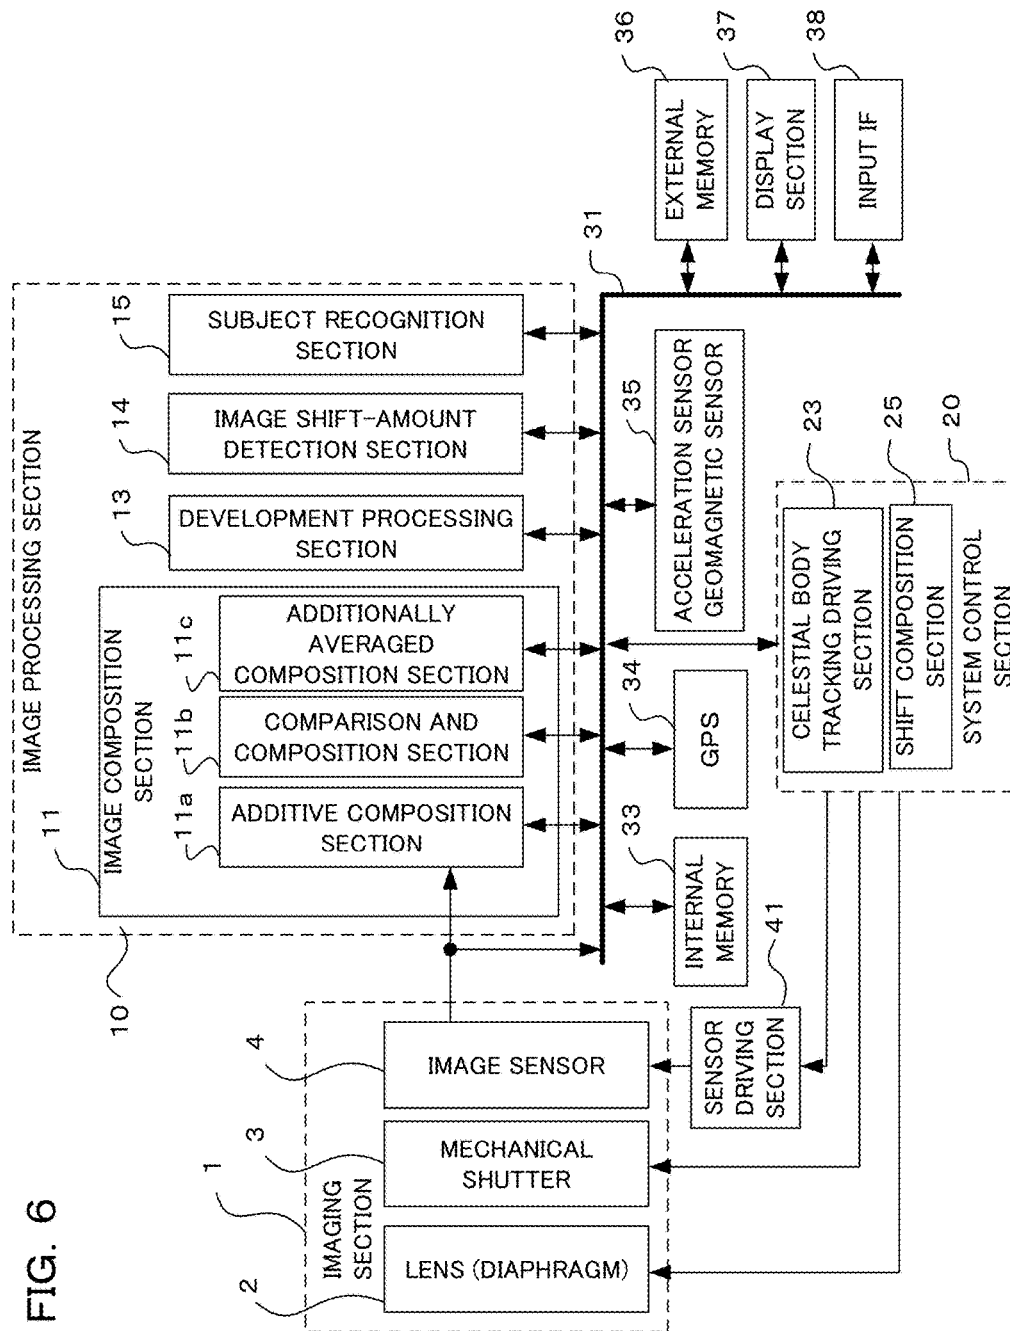 FIG. 6
1
IMAGING
SECTION
2
LENS (DIAPHRAGM)
3
MECHANICAL
SHUTTER
4
IMAGE SENSOR
10
IMAGE PROCESSING SECTION
11
IMAGE COMPOSITION
SECTION
11a
ADDITIVE COMPOSITION
SECTION
11b
COMPARISON AND
COMPOSITION SECTION
11c
ADDITIONALLY
AVERAGED
COMPOSITION SECTION
13
DEVELOPMENT PROCESSING
SECTION
14
IMAGE SHIFT-AMOUNT
DETECTION SECTION
15
SUBJECT RECOGNITION
SECTION
31
33
INTERNAL
MEMORY
34
GPS
35
ACCELERATION SENSOR
GEOMAGNETIC SENSOR
36
EXTERNAL
MEMORY
37
DISPLAY
SECTION
38
INPUT IF
41
SENSOR
DRIVING
SECTION
23
CELESTIAL BODY
TRACKING DRIVING
SECTION
25
SHIFT COMPOSITION
SECTION
20
SYSTEM CONTROL
SECTION